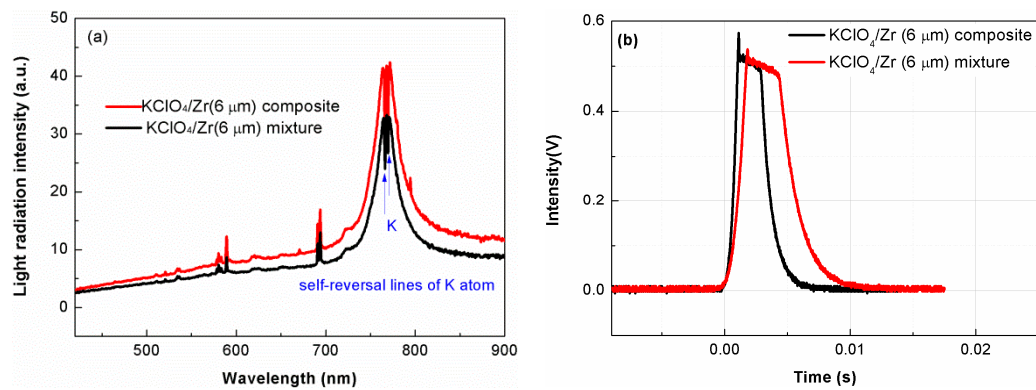 (a)
Light radiation intensity (a.u.)
50
40
30
20
10
0
KClO₄/Zr(6 μm) composite
KClO₄/Zr(6 μm) mixture
K
self-reversal lines of K atom
500
600
700
800
900
Wavelength (nm)
(b)
Intensity(V)
0.6
0.4
0.2
0.0
KClO₄/Zr (6 μm) composite
KClO₄/Zr (6 μm) mixture
0.00
0.01
0.02
Time (s)